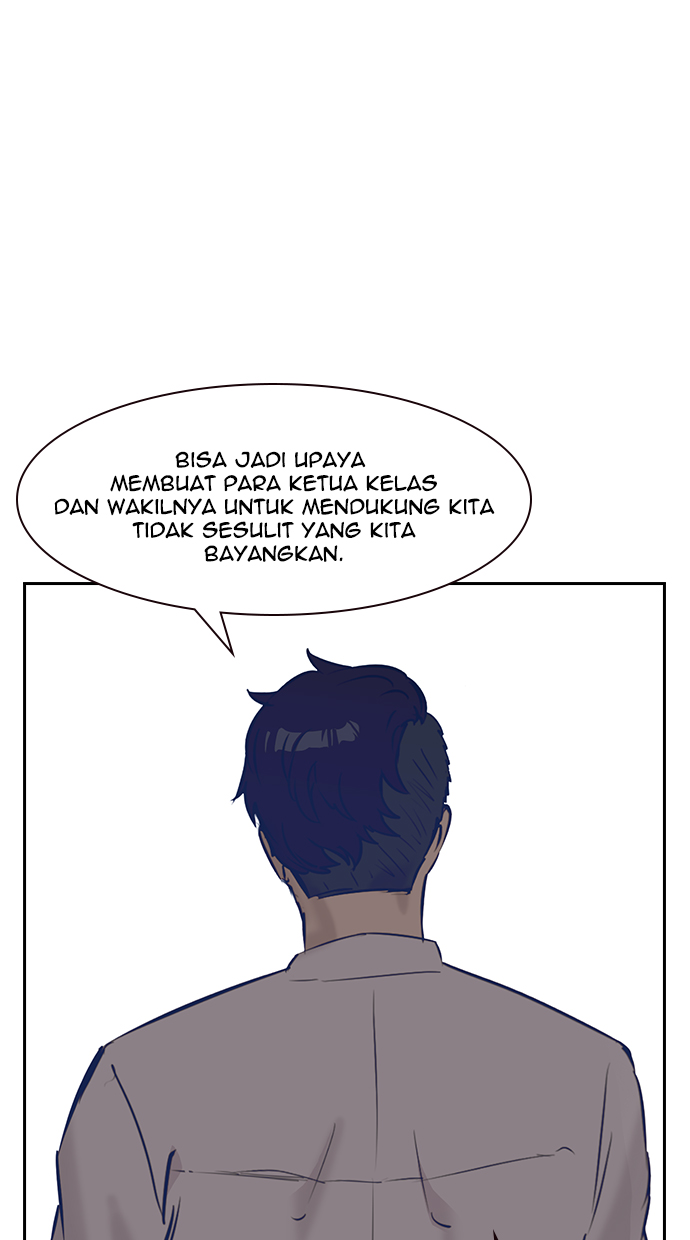 BISA JADI UPAYA
MEMBUAT PARA KETUA KELAS
DAN WAKILNYA UNTUK MENDUKUNG KITA
TIDAK SESULIT YANG KITA
BAYANGKAN.